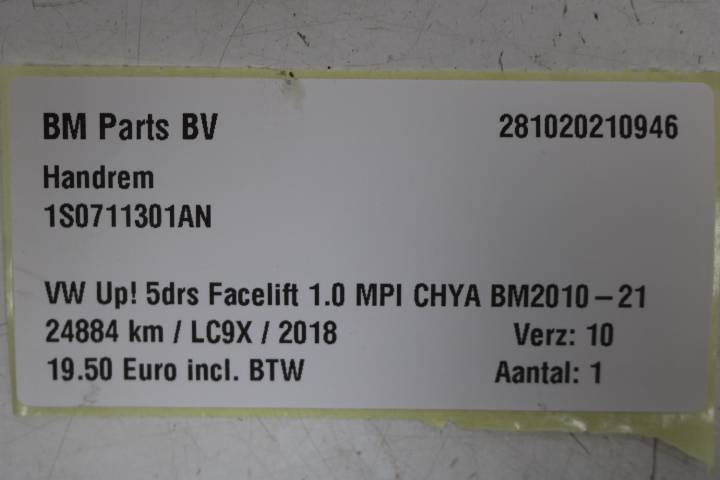 BM Parts BV 281020210946
Handrem
1S0711301AN
VW Up! 5drs Facelift 1.0 MPI CHYA BM2010-21
24884 km / LC9X / 2018 Verz: 10
19.50 Euro incl. BTW Aantal: 1